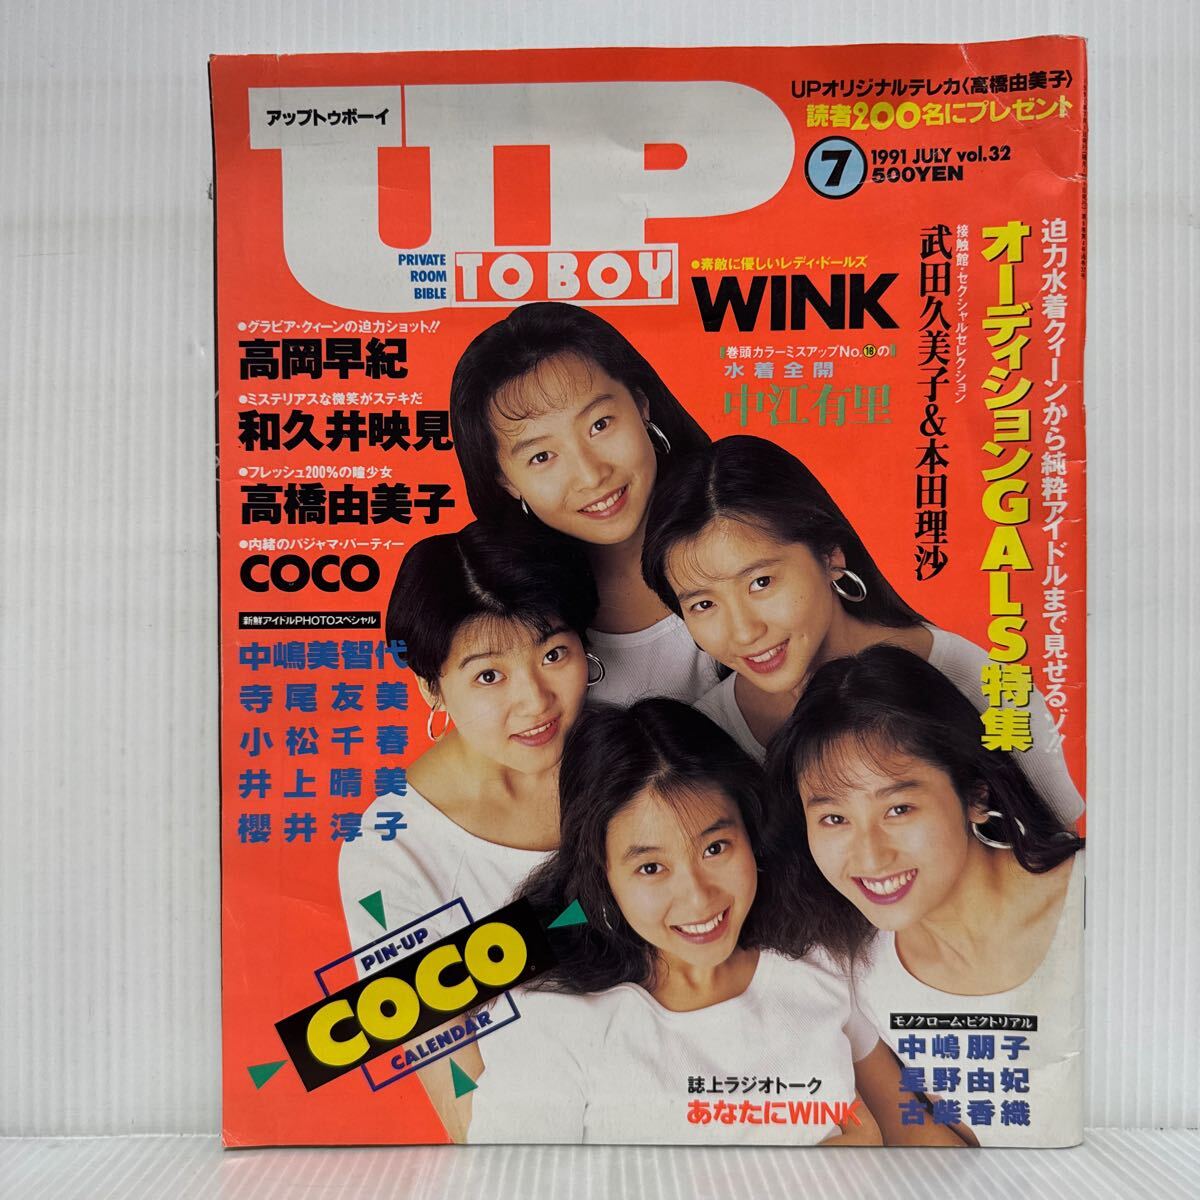 アップトゥボーイ
UP
TO BOY
PRIVATE
ROOM
BIBLE
UPオリジナルテレカ〈高橋由美子〉
読者200名にプレゼント
7
1991 JULY vol.32
500YEN
迫力水着クィーンから純粋アイドルまで見せるゾ!!
オーディションGALS特集
接触館・セクシャルセレクション
武田久美子&本田理沙
●素敵に優しいレディ・ドールズ
WINK
巻頭カラーミスアップNo.⑱の
水着全開
中江有里
●グラビア・クィーンの迫力ショット!!
高岡早紀
●ミステリアスな微笑がステキだ
和久井映見
●フレッシュ200%の瞳少女
高橋由美子
●内緒のパジャマ・パーティー
COCO
新鮮アイドルPHOTOスペシャル
中嶋美智代
寺尾友美
小松千春
井上晴美
櫻井淳子
PIN-UP
COCO
CALENDAR
誌上ラジオトーク
あなたにWINK
モノクローム・ピクトリアル
中嶋朋子
星野由妃
古柴香織